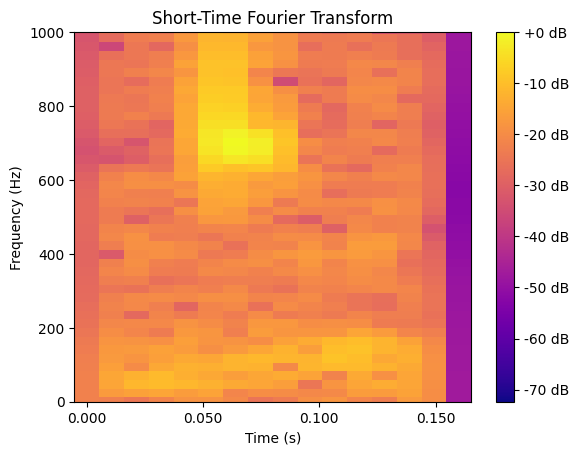 Short-Time Fourier Transform
1000
800
600
400
200
0
Frequency (Hz)
0.000
0.050
0.100
0.150
Time (s)
+0 dB
-10 dB
-20 dB
-30 dB
-40 dB
-50 dB
-60 dB
-70 dB